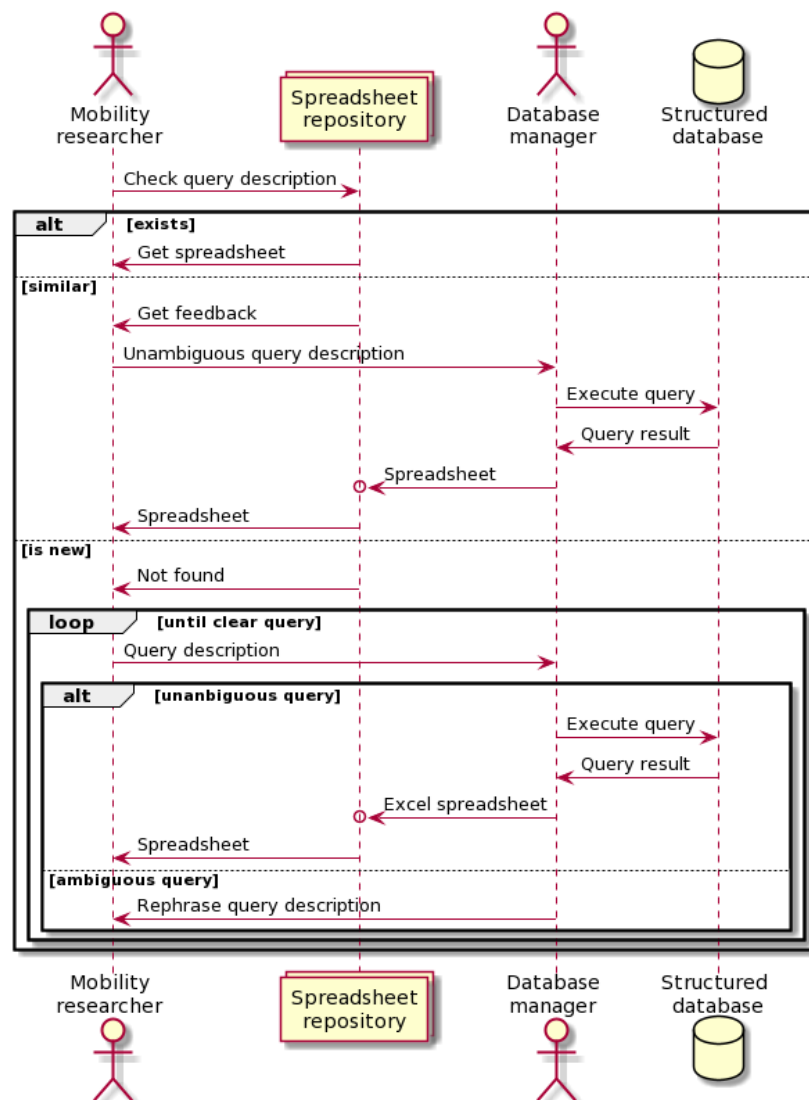 Mobility
researcher
Spreadsheet
repository
Database
manager
Structured
database
Check query description
alt [exists]
Get spreadsheet
[similar]
Get feedback
Unambiguous query description
Execute query
Query result
Spreadsheet
Spreadsheet
[is new]
Not found
loop [until clear query]
Query description
alt [unanbiguous query]
Execute query
Query result
Excel spreadsheet
Spreadsheet
[ambiguous query]
Rephrase query description
Mobility
researcher
Spreadsheet
repository
Database
manager
Structured
database